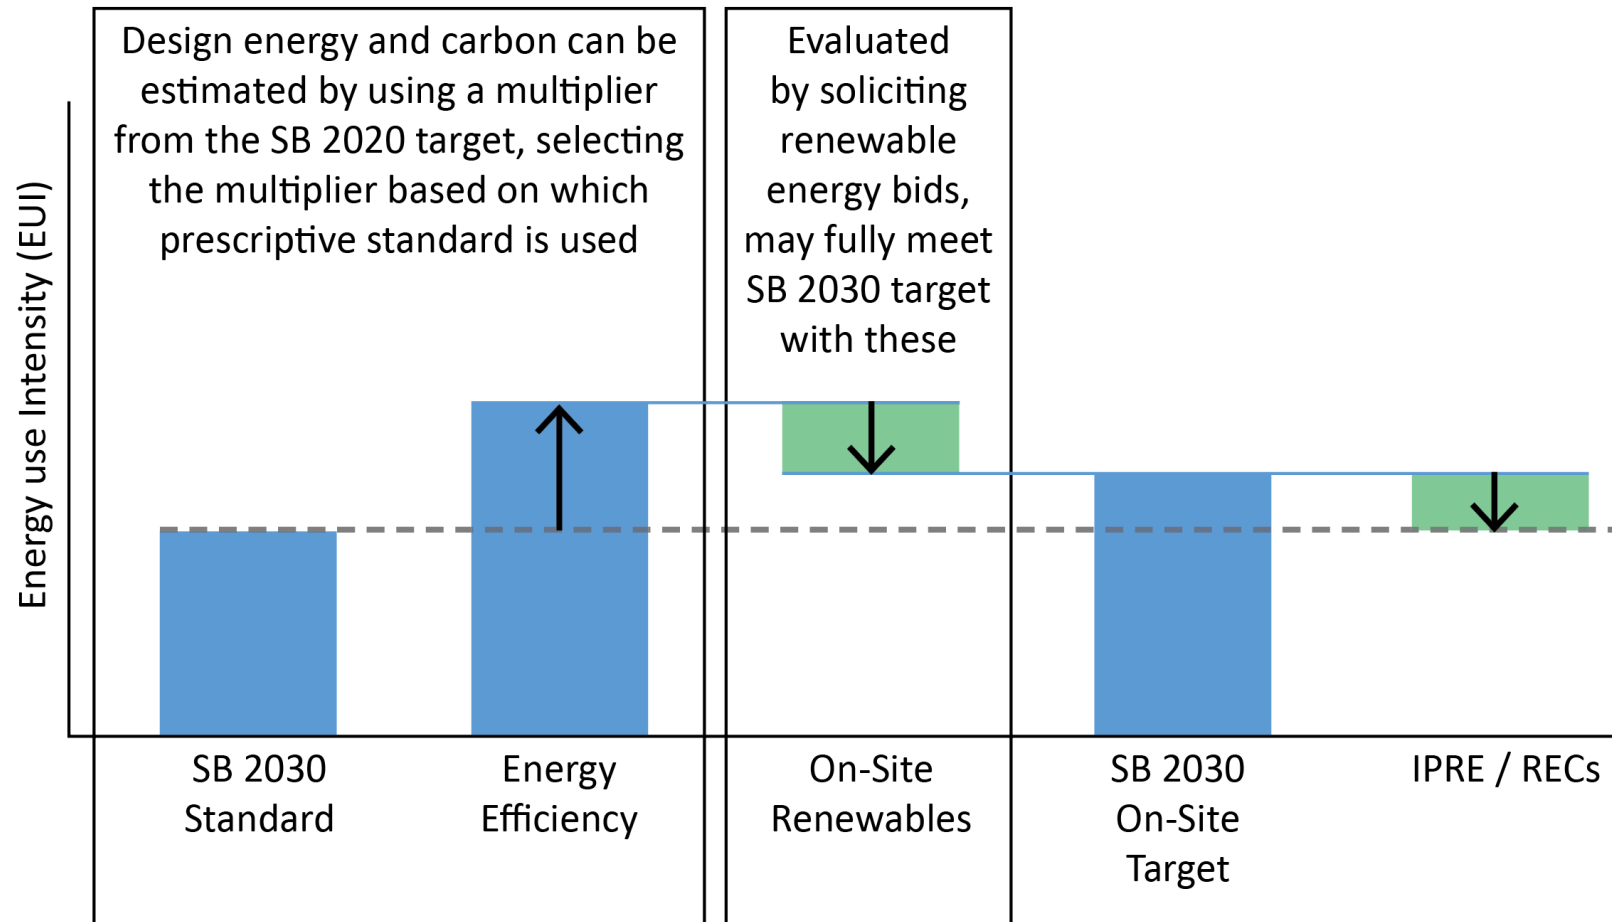 Design energy and carbon can be
estimated by using a multiplier
from the SB 2020 target, selecting
the multiplier based on which
prescriptive standard is used
Evaluated
by soliciting
renewable
energy bids,
may fully meet
SB 2030 target
with these
Energy use Intensity (EUI)
SB 2030
Standard
Energy
Efficiency
On-Site
Renewables
SB 2030
On-Site
Target
IPRE / RECs